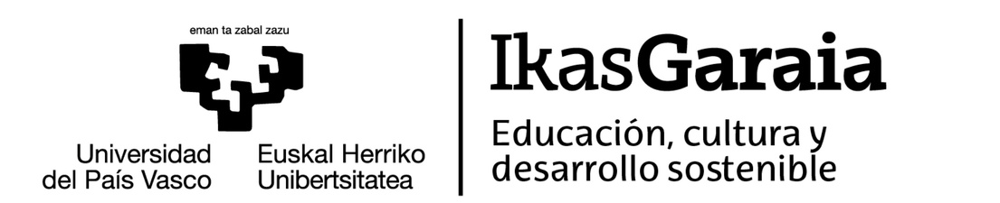 eman ta zabal zazu
Universidad
del País Vasco
Euskal Herriko
Unibertsitatea
IkasGaraia
Educación, cultura y
desarrollo sostenible